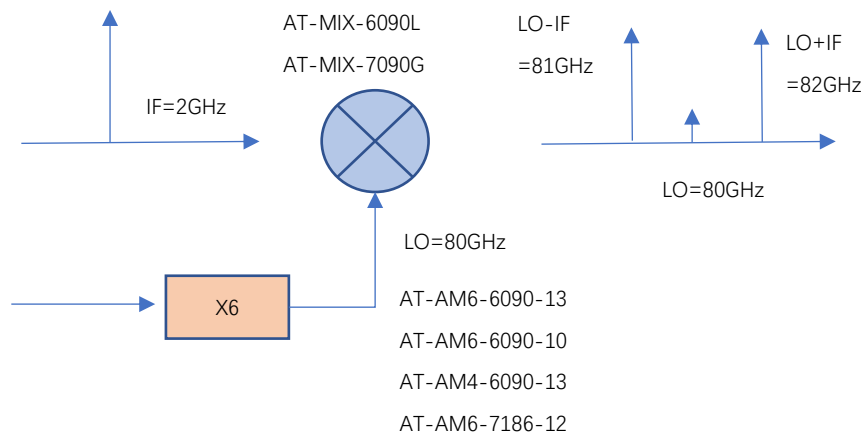 AT-MIX-6090L
AT-MIX-7090G
IF=2GHz
LO-IF
=81GHz
LO+IF
=82GHz
LO=80GHz
LO=80GHz
X6
AT-AM6-6090-13
AT-AM6-6090-10
AT-AM4-6090-13
AT-AM6-7186-12